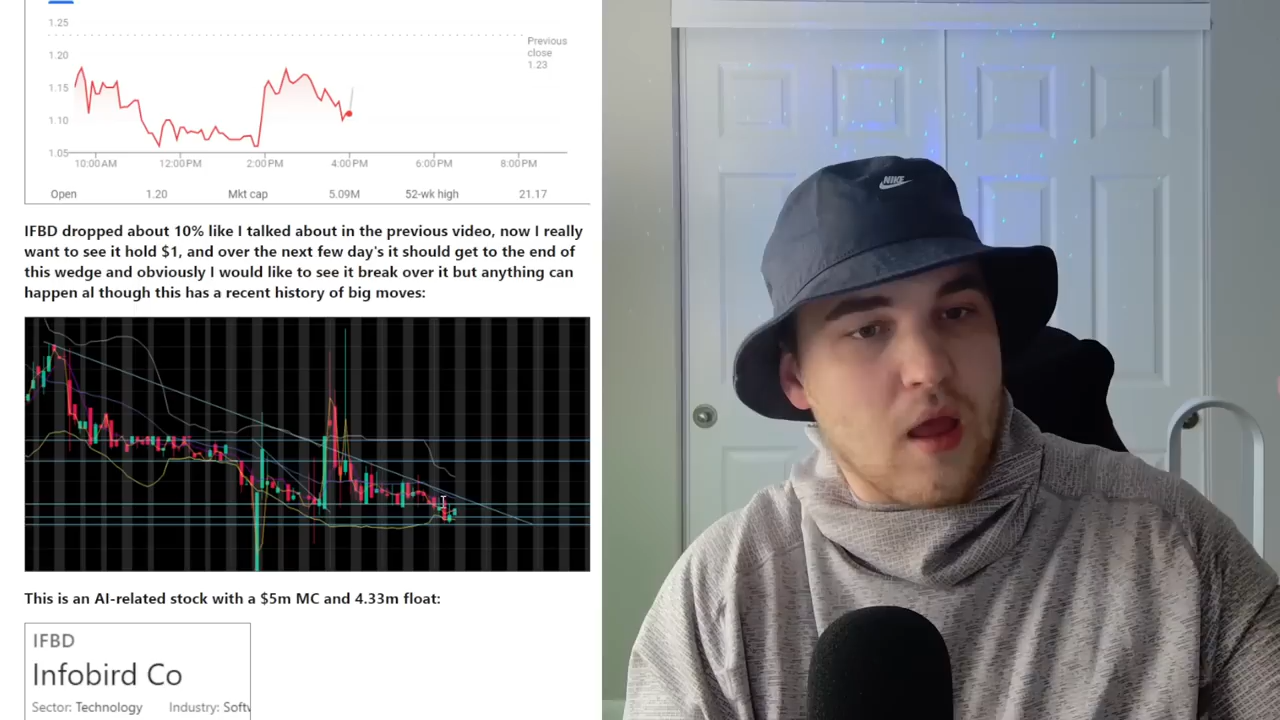 1.25
Previous
close
1.23
1.20
1.15
1.10
1.05
10:00 AM 12:00 PM 2:00 PM 4:00 PM 6:00 PM 8:00 PM
Open 1.20 Mkt cap 5.09M 52-wk high 21.17
IFBD dropped about 10% like I talked about in the previous video, now I really
want to see it hold $1, and over the next few day's it should get to the end of
this wedge and obviously I would like to see it break over it but anything can
happen al though this has a recent history of big moves:
This is an AI-related stock with a $5m MC and 4.33m float:
IFBD
Infobird Co
Sector: Technology Industry: Softw
NIKE